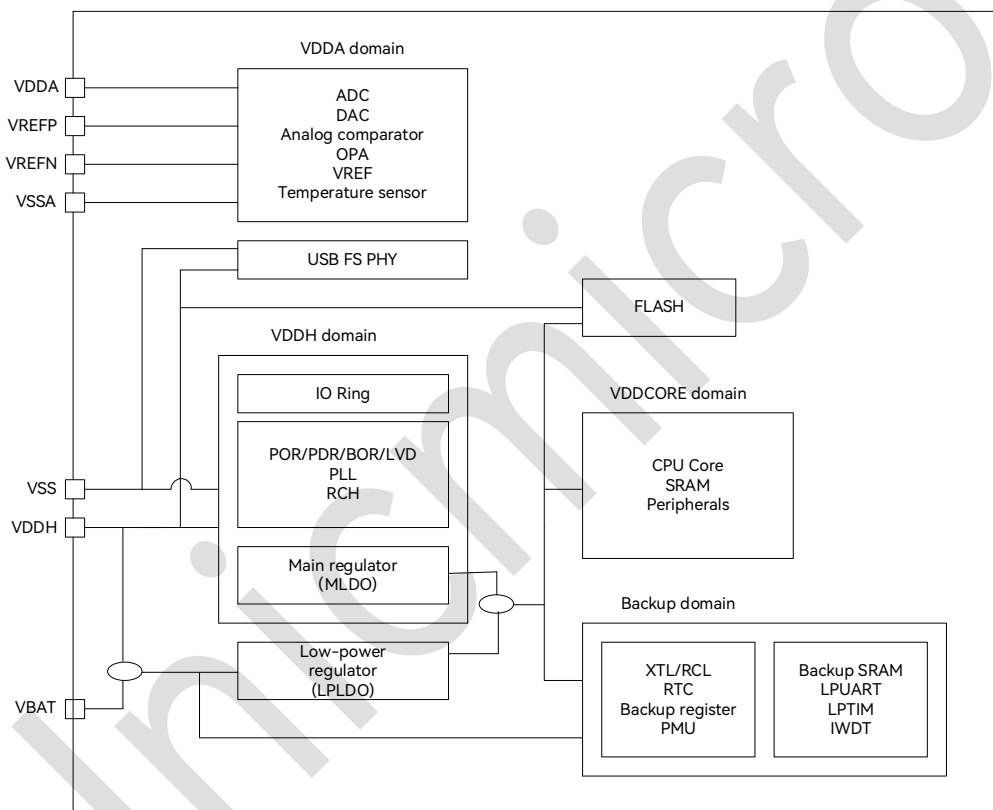 VDDA domain
VDDA
VREFP
VREFN
VSSA
ADC
DAC
Analog comparator
OPA
VREF
Temperature sensor
USB FS PHY
FLASH
VDDH domain
IO Ring
POR/PDR/BOR/LVD
PLL
RCH
VDDCORE domain
CPU Core
SRAM
Peripherals
VSS
VDDH
Main regulator
(MLDO)
Backup domain
Low-power
regulator
(LPLDO)
XTL/RCL
RTC
Backup register
PMU
Backup SRAM
LPUART
LPTIM
IWDT
VBAT
Inicmicro